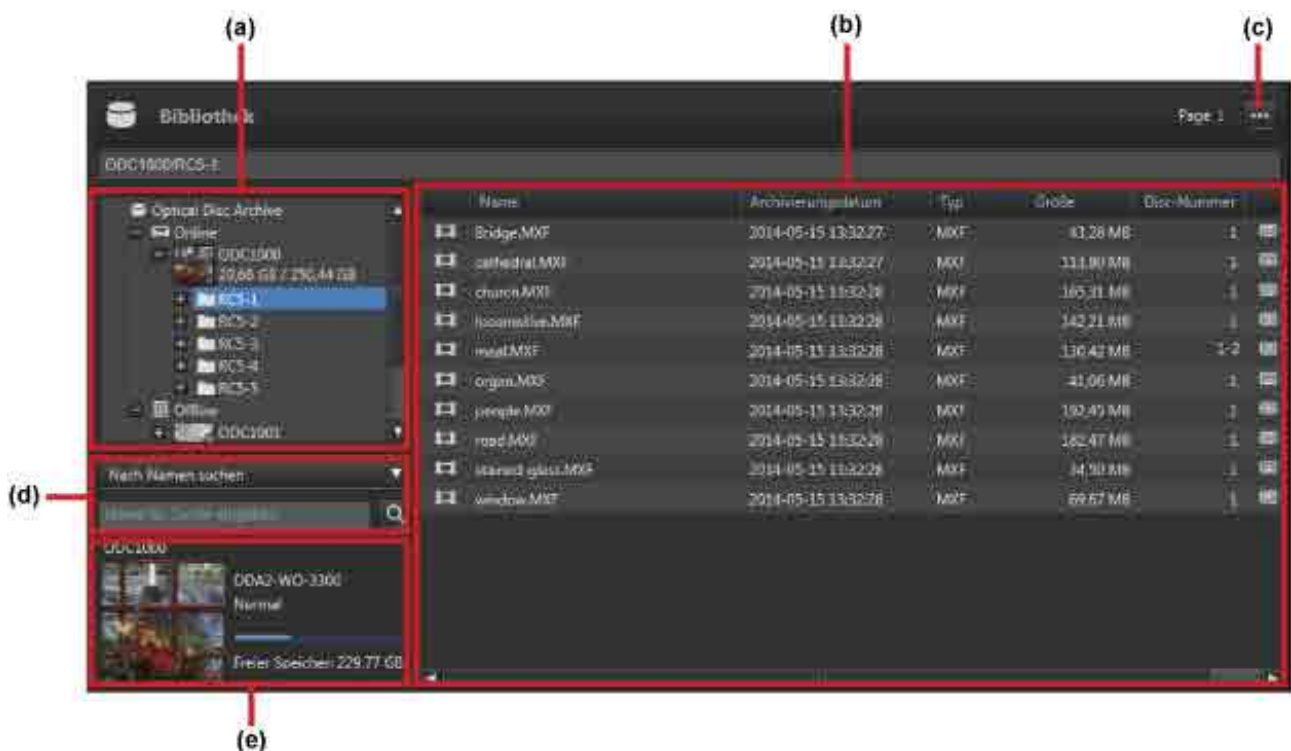 (a) (b) (c)
Bibliothek Page 1
ODC1000/RC5-1
Optical Disc Archive
Online
ODC1000
20,66 GB / 250,44 GB
RC5-1
RC5-2
RC5-3
RC5-4
RC5-5
Offline
ODC1001
Name Archivierungsdatum Typ Größe Disc-Nummer
Bridge.MXF 2014-05-15 13:32:27 MXF 43,28 MB 1
cathedral.MXF 2014-05-15 13:32:27 MXF MB 1
church.MXF 2014-05-15 13:32:28 MXF 165,31 MB 1
locomotive.MXF 2014-05-15 13:32:28 MXF 142,21 MB 1
meal.MXF 2014-05-15 13:32:28 MXF 130,42 MB 1-2
organ.MXF 2014-05-15 13:32:28 MXF 41,06 MB 1
people.MXF 2014-05-15 13:32:28 MXF 192,45 MB 1
road.MXF 2014-05-15 13:32:28 MXF 182,47 MB 1
stained glass.MXF 2014-05-15 13:32:28 MXF 34,50 MB 1
window.MXF 2014-05-15 13:32:28 MXF 69,67 MB 1
(d)
Nach Namen suchen
ODC1000
ODA2-WO-3300
Normal
Freier Speicher: 229.77 GB
(e)